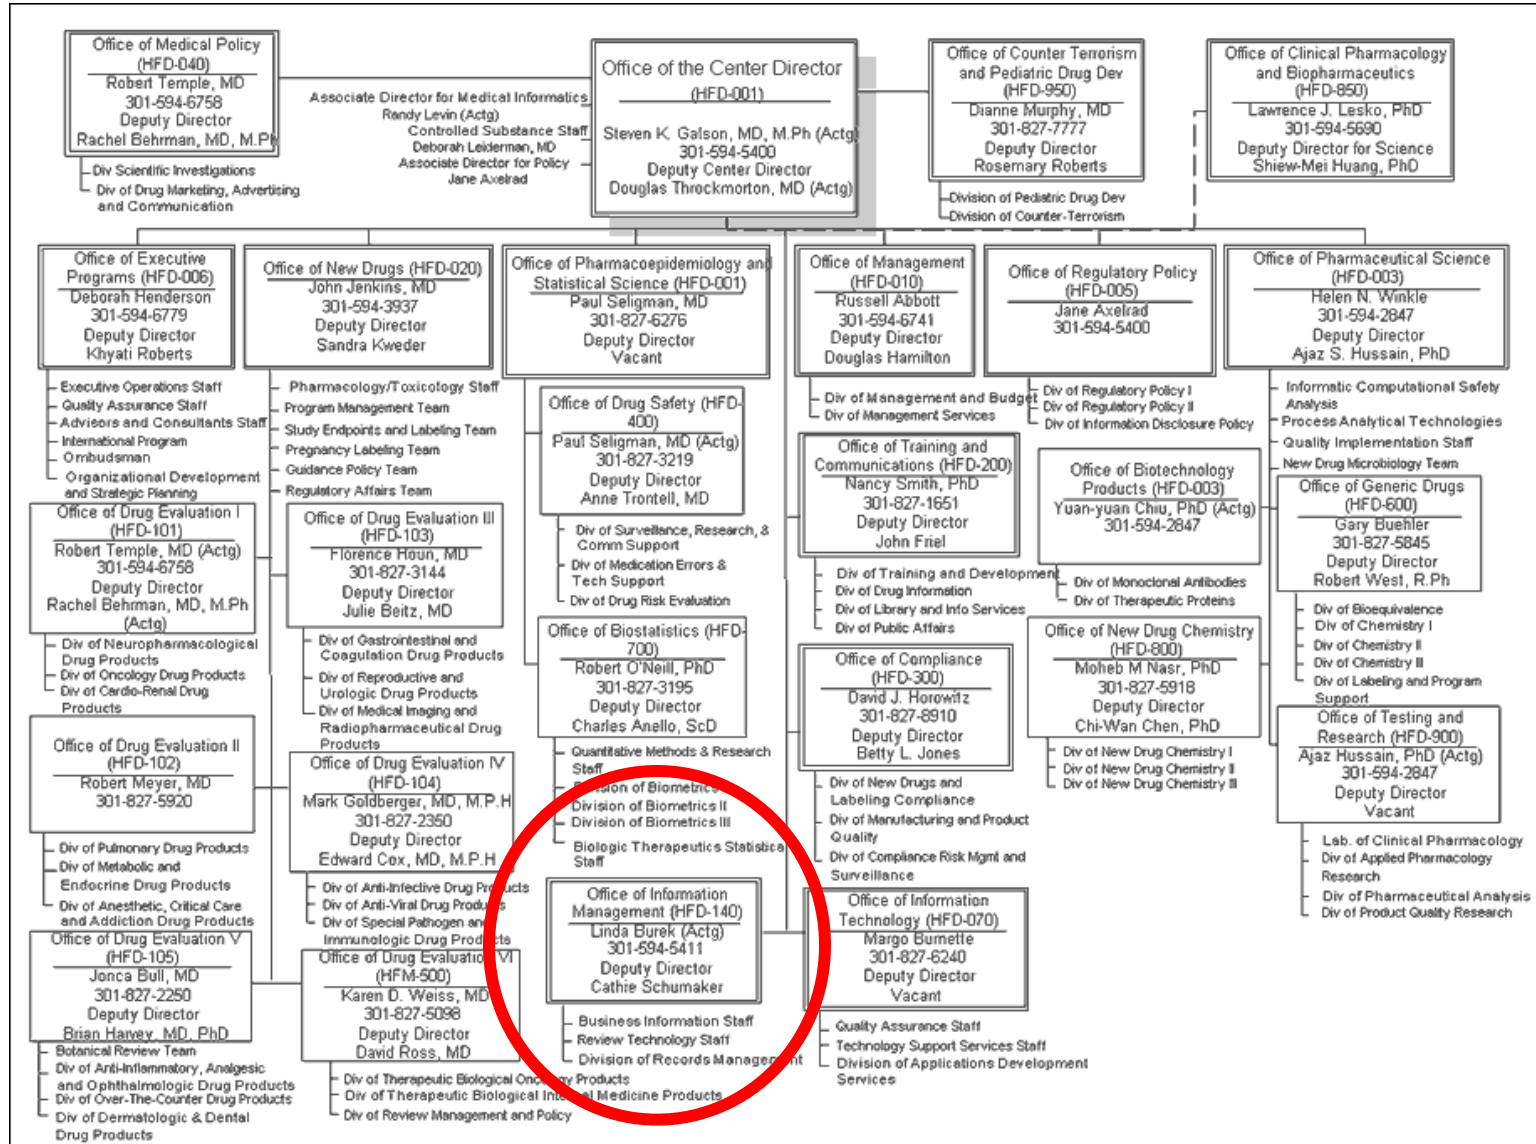 Office of Medical Policy
(HFD-040)
Robert Temple, MD
301-594-6758
Deputy Director
Rachel Behrman, MD, M.Ph
Div Scientific Investigations
Div of Drug Marketing, Advertising
and Communication
Associate Director for Medical Informatics
Randy Levin (Actg)
Controlled Substance Staff
Deborah Leiderman, MD
Associate Director for Policy
Jane Axelrad
Office of the Center Director
(HFD-001)
Steven K. Galson, MD, M.Ph (Actg)
301-594-5400
Deputy Center Director
Douglas Throckmorton, MD (Actg)
Office of Counter Terrorism
and Pediatric Drug Dev
(HFD-950)
Dianne Murphy, MD
301-827-7777
Deputy Director
Rosemary Roberts
Division of Pediatric Drug Dev
Division of Counter-Terrorism
Office of Clinical Pharmacology
and Biopharmaceutics
(HFD-850)
Lawrence J. Lesko, PhD
301-594-5690
Deputy Director for Science
Shiew-Mei Huang, PhD
Office of Executive
Programs (HFD-006)
Deborah Henderson
301-594-6779
Deputy Director
Khyati Roberts
Executive Operations Staff
Quality Assurance Staff
Advisors and Consultants Staff
International Program
Ombudsman
Organizational Development
and Strategic Planning
Office of New Drugs (HFD-020)
John Jenkins, MD
301-594-3937
Deputy Director
Sandra Kweder
Pharmacology/Toxicology Staff
Program Management Team
Study Endpoints and Labeling Team
Pregnancy Labeling Team
Guidance Policy Team
Regulatory Affairs Team
Office of Pharmacoepidemiology and
Statistical Science (HFD-001)
Paul Seligman, MD
301-827-6276
Deputy Director
Vacant
Office of Management
(HFD-010)
Russell Abbott
301-594-6741
Deputy Director
Douglas Hamilton
Div of Management and Budget
Div of Management Services
Office of Regulatory Policy
(HFD-005)
Jane Axelrad
301-594-5400
Div of Regulatory Policy I
Div of Regulatory Policy II
Div of Information Disclosure Policy
Office of Pharmaceutical Science
(HFD-003)
Helen N. Winkle
301-594-2847
Deputy Director
Ajaz S. Hussain, PhD
Informatic Computational Safety
Analysis
Process Analytical Technologies
Quality Implementation Staff
New Drug Microbiology Team
Office of Drug Evaluation I
(HFD-101)
Robert Temple, MD (Actg)
301-594-6758
Deputy Director
Rachel Behrman, MD, M.Ph
(Actg)
Div of Neuropharmacological
Drug Products
Div of Oncology Drug Products
Div of Cardio-Renal Drug
Products
Office of Drug Evaluation III
(HFD-103)
Florence Houn, MD
301-827-3144
Deputy Director
Julie Beitz, MD
Div of Gastrointestinal and
Coagulation Drug Products
Div of Reproductive and
Urologic Drug Products
Div of Medical Imaging and
Radiopharmaceutical Drug
Products
Office of Drug Safety (HFD-
400)
Paul Seligman, MD (Actg)
301-827-3219
Deputy Director
Anne Trontell, MD
Div of Surveillance, Research, &
Comm Support
Div of Medication Errors &
Tech Support
Div of Drug Risk Evaluation
Office of Training and
Communications (HFD-200)
Nancy Smith, PhD
301-827-1651
Deputy Director
John Friel
Div of Training and Development
Div of Drug Information
Div of Library and Info Services
Div of Public Affairs
Office of Biotechnology
Products (HFD-003)
Yuan-yuan Chiu, PhD (Actg)
301-594-2847
Div of Monoclonal Antibodies
Div of Therapeutic Proteins
Office of Generic Drugs
(HFD-600)
Gary Buehler
301-827-5845
Deputy Director
Robert West, R.Ph
Div of Bioequivalence
Div of Chemistry I
Div of Chemistry II
Div of Chemistry III
Div of Labeling and Program
Support
Office of Drug Evaluation II
(HFD-102)
Robert Meyer, MD
301-827-5920
Div of Pulmonary Drug Products
Div of Metabolic and
Endocrine Drug Products
Div of Anesthetic, Critical Care
and Addiction Drug Products
Office of Drug Evaluation IV
(HFD-104)
Mark Goldberger, MD, M.P.H
301-827-2350
Deputy Director
Edward Cox, MD, M.P.H
Div of Anti-Infective Drug Products
Div of Anti-Viral Drug Products
Div of Special Pathogen and
Immunologic Drug Products
Office of Biostatistics (HFD-
700)
Robert O'Neill, PhD
301-827-3195
Deputy Director
Charles Anello, ScD
Quantitative Methods & Research
Staff
Division of Biometrics
Division of Biometrics II
Division of Biometrics III
Biologic Therapeutics Statistical
Staff
Office of Compliance
(HFD-300)
David J. Horowitz
301-827-8910
Deputy Director
Betty L. Jones
Div of New Drugs and
Labeling Compliance
Div of Manufacturing and Product
Quality
Div of Compliance Risk Mgmt and
Surveillance
Office of New Drug Chemistry
(HFD-800)
Moheb M Nasr, PhD
301-827-5918
Deputy Director
Chi-Wan Chen, PhD
Div of New Drug Chemistry I
Div of New Drug Chemistry II
Div of New Drug Chemistry III
Office of Testing and
Research (HFD-900)
Ajaz Hussain, PhD (Actg)
301-594-2847
Deputy Director
Vacant
Lab. of Clinical Pharmacology
Div of Applied Pharmacology
Research
Div of Pharmaceutical Analysis
Div of Product Quality Research
Office of Drug Evaluation V
(HFD-105)
Jonca Bull, MD
301-827-2250
Deputy Director
Brian Harvey, MD, PhD
Botanical Review Team
Div of Anti-Inflammatory, Analgesic
and Ophthalmologic Drug Products
Div of Over-The-Counter Drug Products
Div of Dermatologic & Dental
Drug Products
Office of Drug Evaluation VI
(HFM-500)
Karen D. Weiss, MD
301-827-5098
Deputy Director
David Ross, MD
Div of Therapeutic Biological Oncology Products
Div of Therapeutic Biological Internal Medicine Products
Div of Review Management and Policy
Office of Information
Management (HFD-140)
Linda Burek (Actg)
301-594-5411
Deputy Director
Cathie Schumaker
Business Information Staff
Review Technology Staff
Division of Records Management
Office of Information
Technology (HFD-070)
Margo Burnette
301-827-6240
Deputy Director
Vacant
Quality Assurance Staff
Technology Support Services Staff
Division of Applications Development
Services